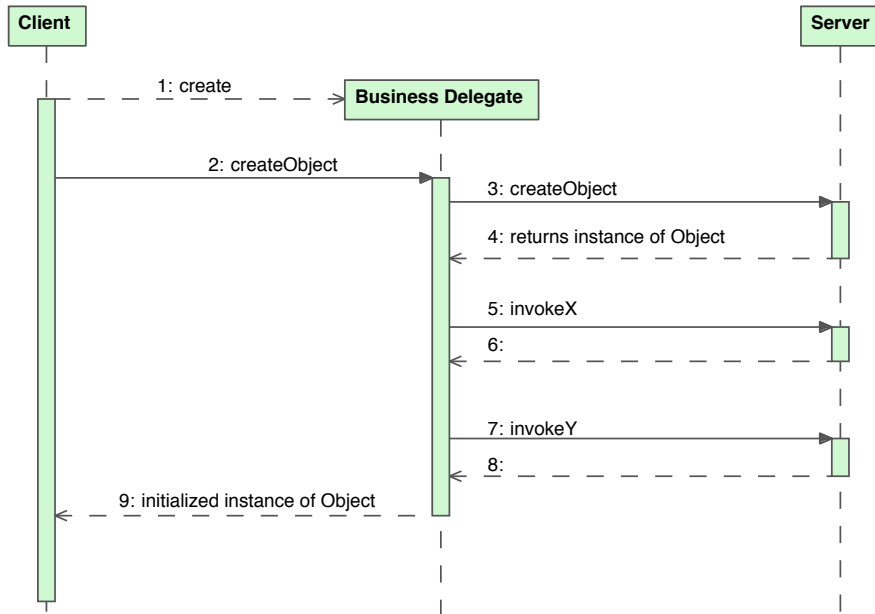 Client
Server
1: create
Business Delegate
2: createObject
3: createObject
4: returns instance of Object
5: invokeX
6:
7: invokeY
8:
9: initialized instance of Object